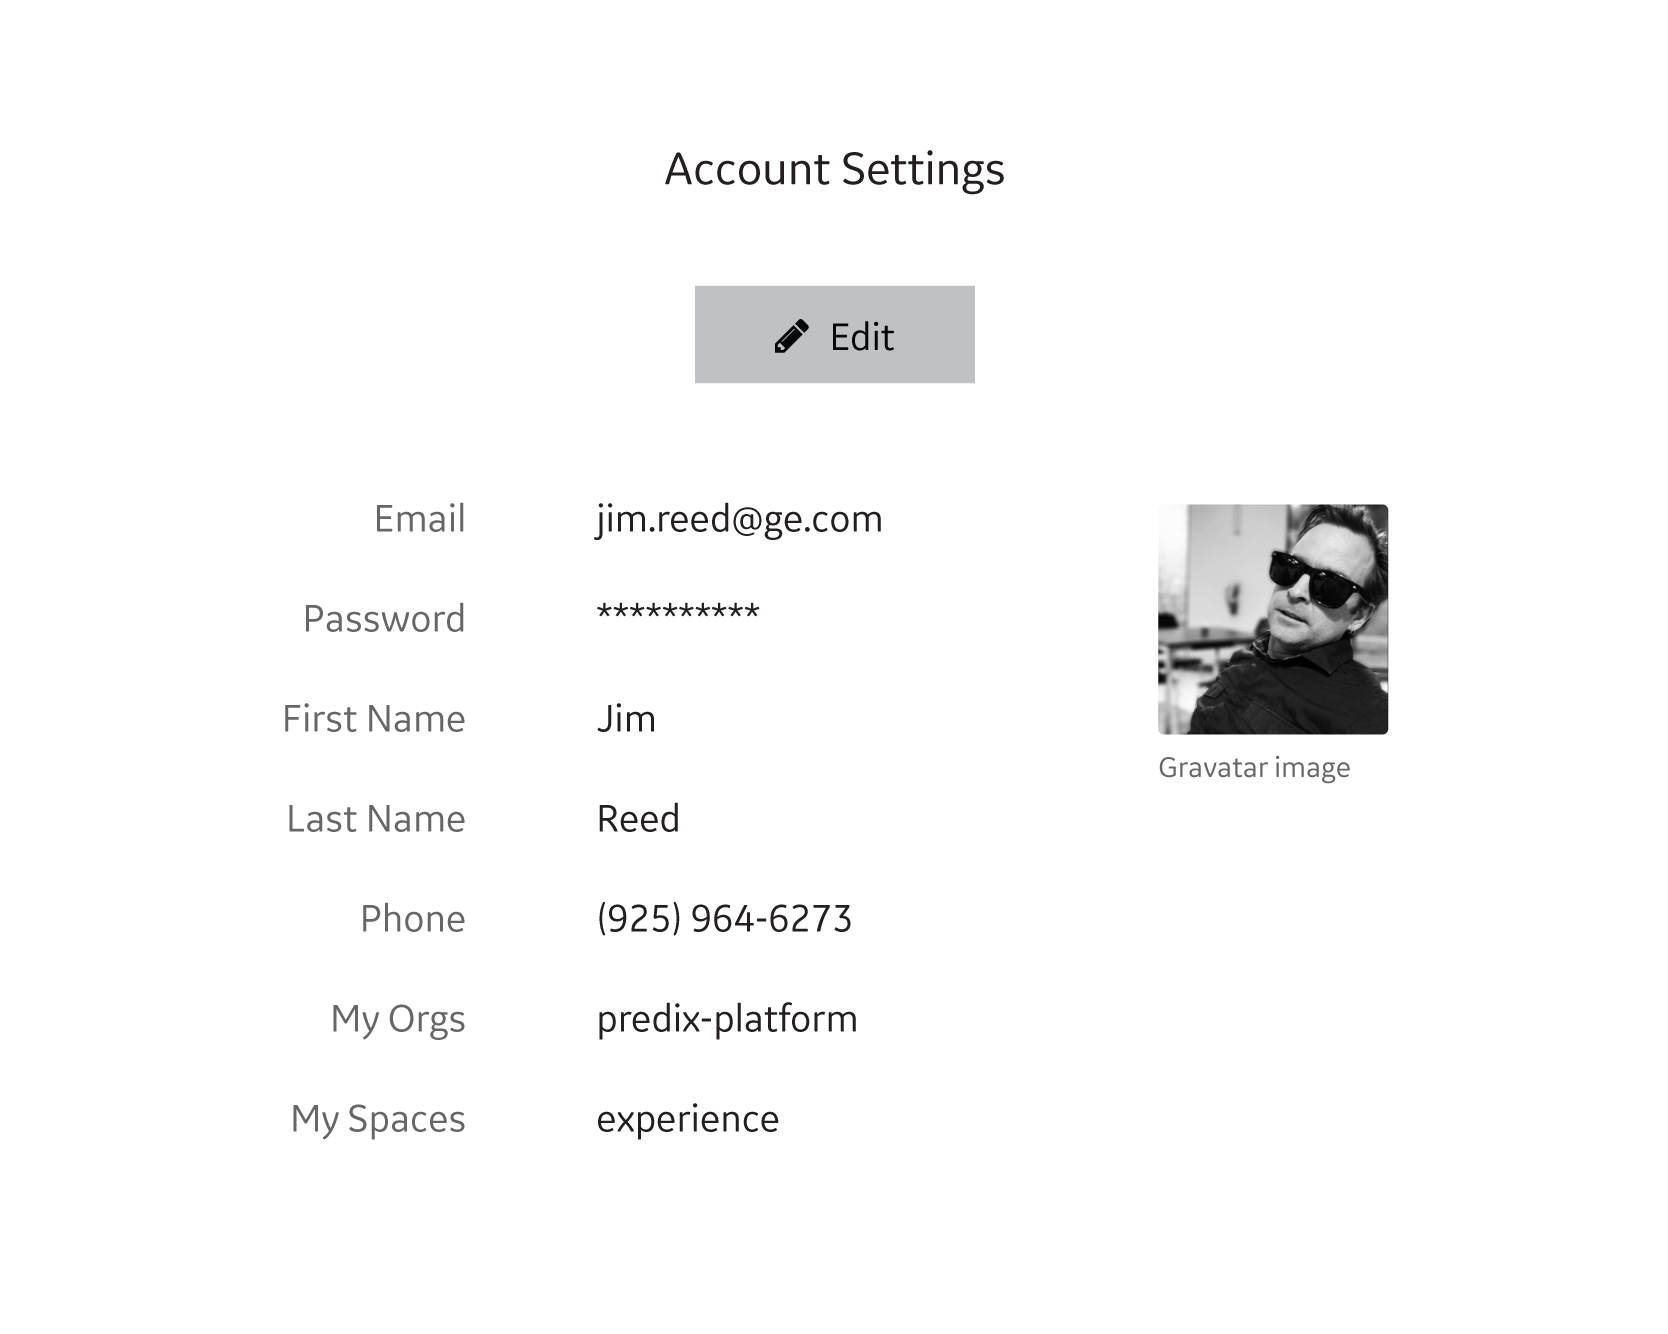 Account Settings
Edit
Email jim.reed@ge.com
Password **********
First Name Jim
Last Name Reed
Phone (925) 964-6273
My Orgs predix-platform
My Spaces experience
Gravatar image